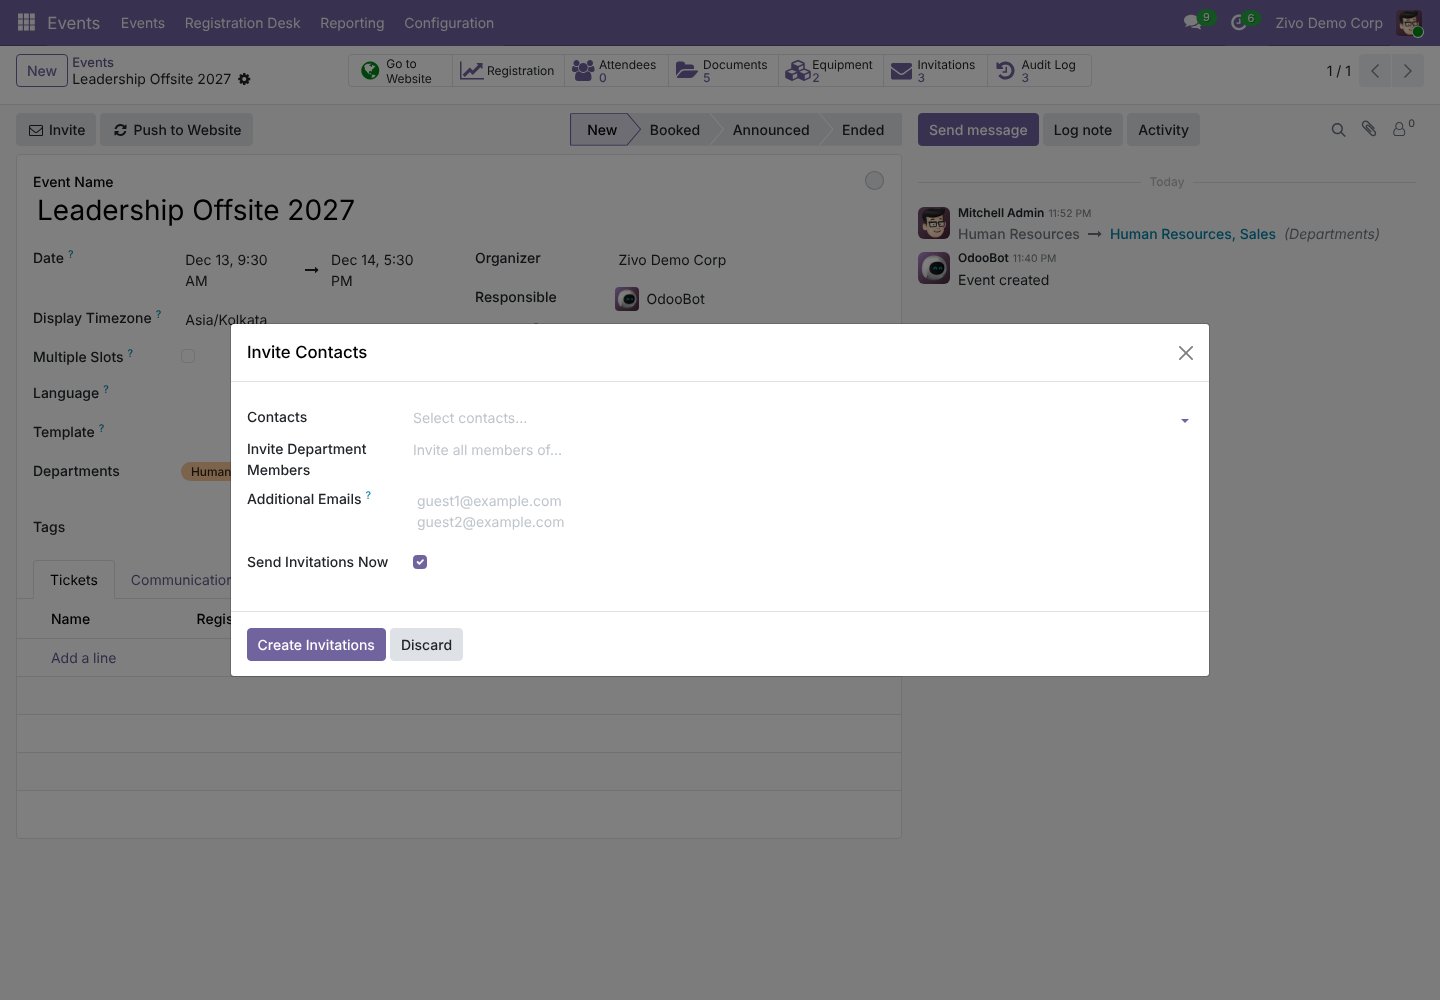 Events
Events
Registration Desk
Reporting
Configuration
9
6
Zivo Demo Corp
New
Events
Leadership Offsite 2027
Go to
Website
Registration
Attendees
0
Documents
5
Equipment
2
Invitations
3
Audit Log
3
1 / 1
Invite
Push to Website
New
Booked
Announced
Ended
Send message
Log note
Activity
0
Event Name
Leadership Offsite 2027
Date ?
Dec 13, 9:30
AM
Dec 14, 5:30
PM
Organizer
Zivo Demo Corp
Responsible
OdooBot
Display Timezone ?
Asia/Kolkata
Multiple Slots ?
Language ?
Template ?
Departments
Human
Tags
Tickets
Communication
Name
Regis
Add a line
Today
Mitchell Admin 11:52 PM
Human Resources → Human Resources, Sales (Departments)
OdooBot 11:40 PM
Event created
Invite Contacts
Contacts
Select contacts...
Invite Department
Members
Invite all members of...
Additional Emails ?
guest1@example.com
guest2@example.com
Send Invitations Now
Create Invitations
Discard